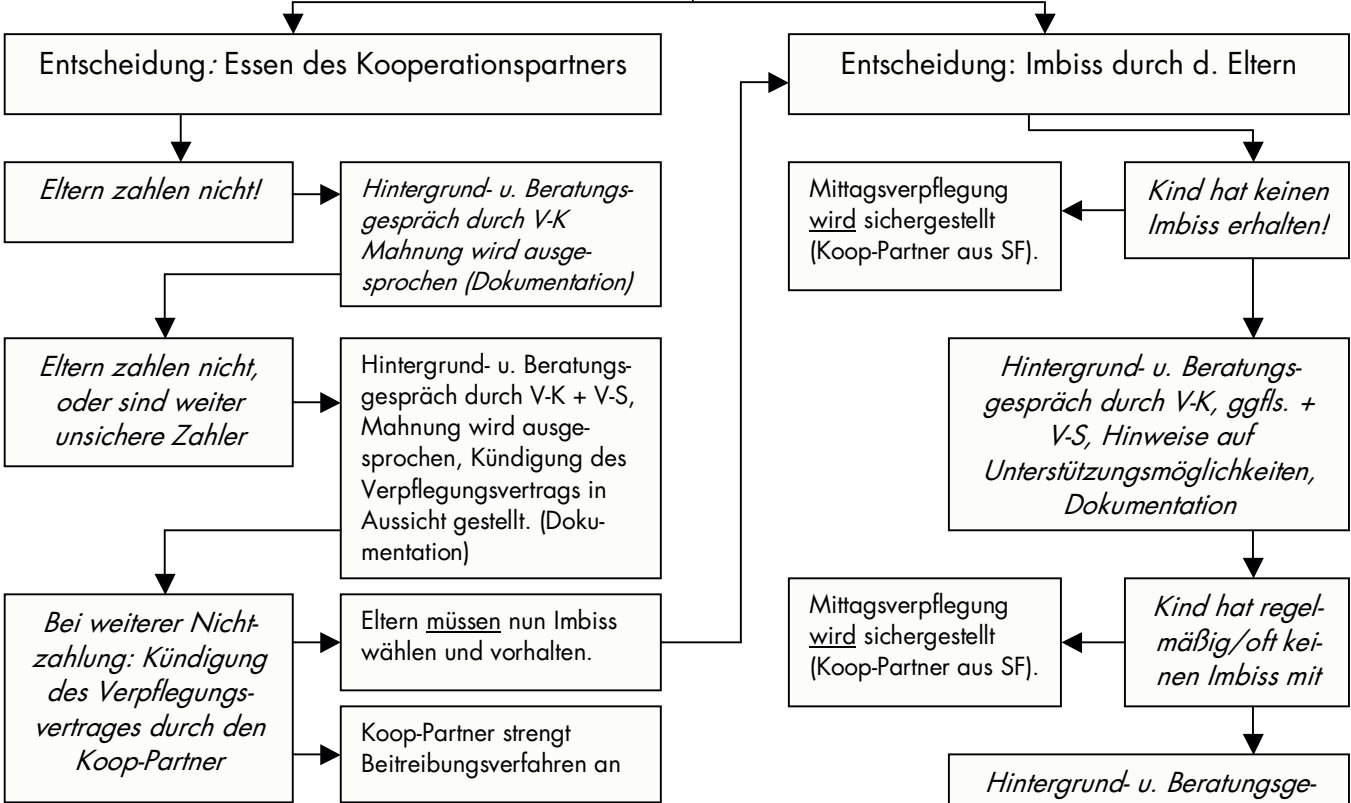 Entscheidung: Essen des Kooperationspartners
Entscheidung: Imbiss durch d. Eltern
Eltern zahlen nicht!
Hintergrund- u. Beratungs-
gespräch durch V-K
Mahnung wird ausge-
sprochen (Dokumentation)
Mittagsverpflegung
wird sichergestellt
(Koop-Partner aus SF).
Kind hat keinen
Imbiss erhalten!
Eltern zahlen nicht,
oder sind weiter
unsichere Zahler
Hintergrund- u. Beratungs-
gespräch durch V-K + V-S,
Mahnung wird ausge-
sprochen, Kündigung des
Verpflegungsvertrags in
Aussicht gestellt. (Doku-
mentation)
Hintergrund- u. Beratungs-
gespräch durch V-K, ggfls. +
V-S, Hinweise auf
Unterstützungsmöglichkeiten,
Dokumentation
Bei weiterer Nicht-
zahlung: Kündigung
des Verpflegungs-
vertrages durch den
Koop-Partner
Eltern müssen nun Imbiss
wählen und vorhalten.
Koop-Partner strengt
Beitreibungsverfahren an
Mittagsverpflegung
wird sichergestellt
(Koop-Partner aus SF).
Kind hat regel-
mäßig/oft kei-
nen Imbiss mit
Hintergrund- u. Beratungsge-